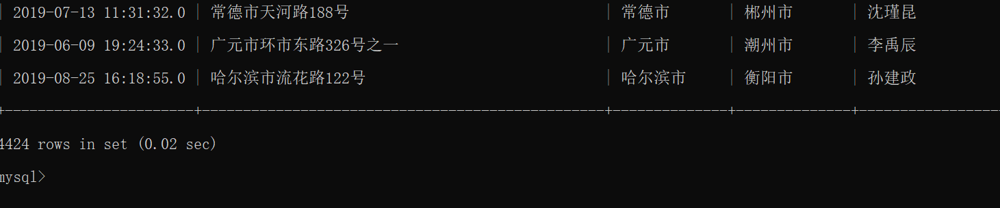 | 2019-07-13 11:31:32.0 | 常德市天河路188号 | 常德市 | 郴州市 | 沈瑾昆
| 2019-06-09 19:24:33.0 | 广元市环市东路326号之一 | 广元市 | 潮州市 | 李禹辰
| 2019-08-25 16:18:55.0 | 哈尔滨市流花路122号 | 哈尔滨市 | 衡阳市 | 孙建政
+-----------------------+-------------------------------------------------+--------------+--------------+-----------------
4424 rows in set (0.02 sec)
mysql>